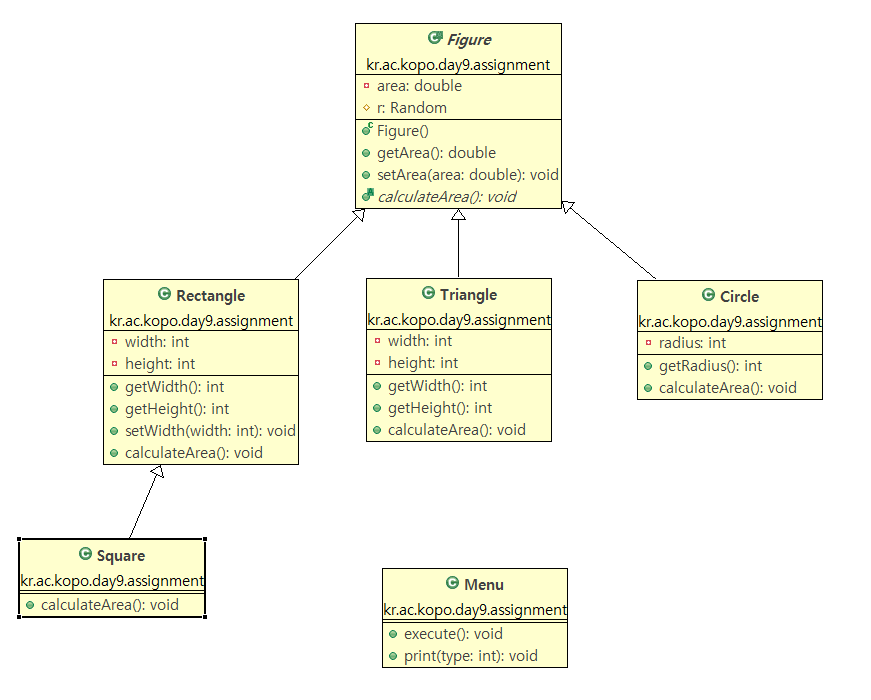 Figure
kr.ac.kopo.day9.assignment
area: double
r: Random
Figure()
getArea(): double
setArea(area: double): void
calculateArea(): void
Rectangle
kr.ac.kopo.day9.assignment
width: int
height: int
getWidth(): int
getHeight(): int
setWidth(width: int): void
calculateArea(): void
Triangle
kr.ac.kopo.day9.assignment
width: int
height: int
getWidth(): int
getHeight(): int
calculateArea(): void
Circle
kr.ac.kopo.day9.assignment
radius: int
getRadius(): int
calculateArea(): void
Square
kr.ac.kopo.day9.assignment
calculateArea(): void
Menu
kr.ac.kopo.day9.assignment
execute(): void
print(type: int): void